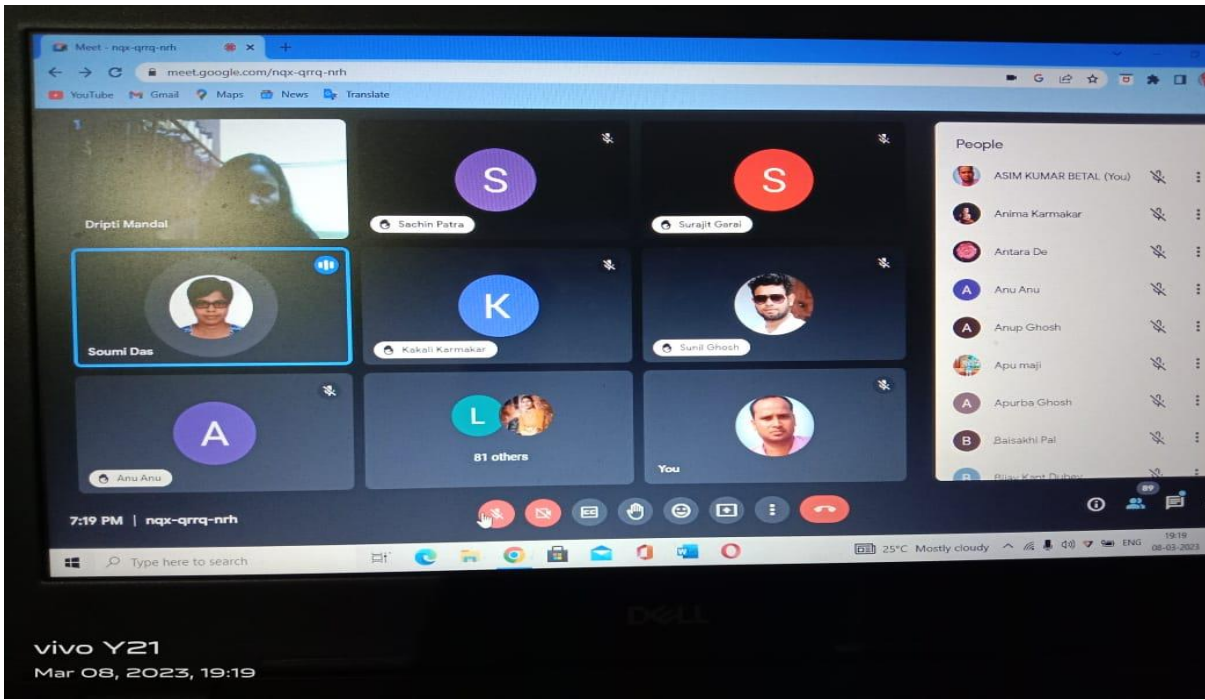 Meet - nqx-qrrq-nrh
meet.google.com/nqx-qrrq-nrh
G
YouTube Gmail Maps News Translate
Dripti Mandal
S
Sachin Patra
S
Surajit Garai
Soumi Das
K
Kakali Karmakar
Sunil Ghosh
A
Anu Anu
L
81 others
You
People
ASIM KUMAR BETAL (You)
Anima Karmakar
Antara De
A Anu Anu
A Anup Ghosh
Apu maji
A Apurba Ghosh
B Baisakhi Pal
B Bijay Kant Dubey
7:19 PM | nqx-qrrq-nrh
89
Type here to search
25°C Mostly cloudy
ENG
19:19
08-03-2023
DELL
vivo Y21
Mar 08, 2023, 19:19